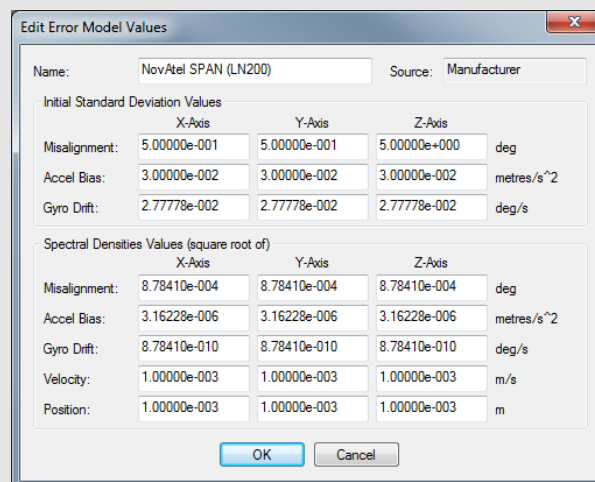 Edit Error Model Values
Name: NovAtel SPAN (LN200) Source: Manufacturer
Initial Standard Deviation Values
X-Axis Y-Axis Z-Axis
Misalignment: 5.00000e-001 5.00000e-001 5.00000e+000 deg
Accel Bias: 3.00000e-002 3.00000e-002 3.00000e-002 metres/s^2
Gyro Drift: 2.77778e-002 2.77778e-002 2.77778e-002 deg/s
Spectral Densities Values (square root of)
X-Axis Y-Axis Z-Axis
Misalignment: 8.78410e-004 8.78410e-004 8.78410e-004 deg
Accel Bias: 3.16228e-006 3.16228e-006 3.16228e-006 metres/s^2
Gyro Drift: 8.78410e-010 8.78410e-010 8.78410e-010 deg/s
Velocity: 1.00000e-003 1.00000e-003 1.00000e-003 m/s
Position: 1.00000e-003 1.00000e-003 1.00000e-003 m
OK Cancel